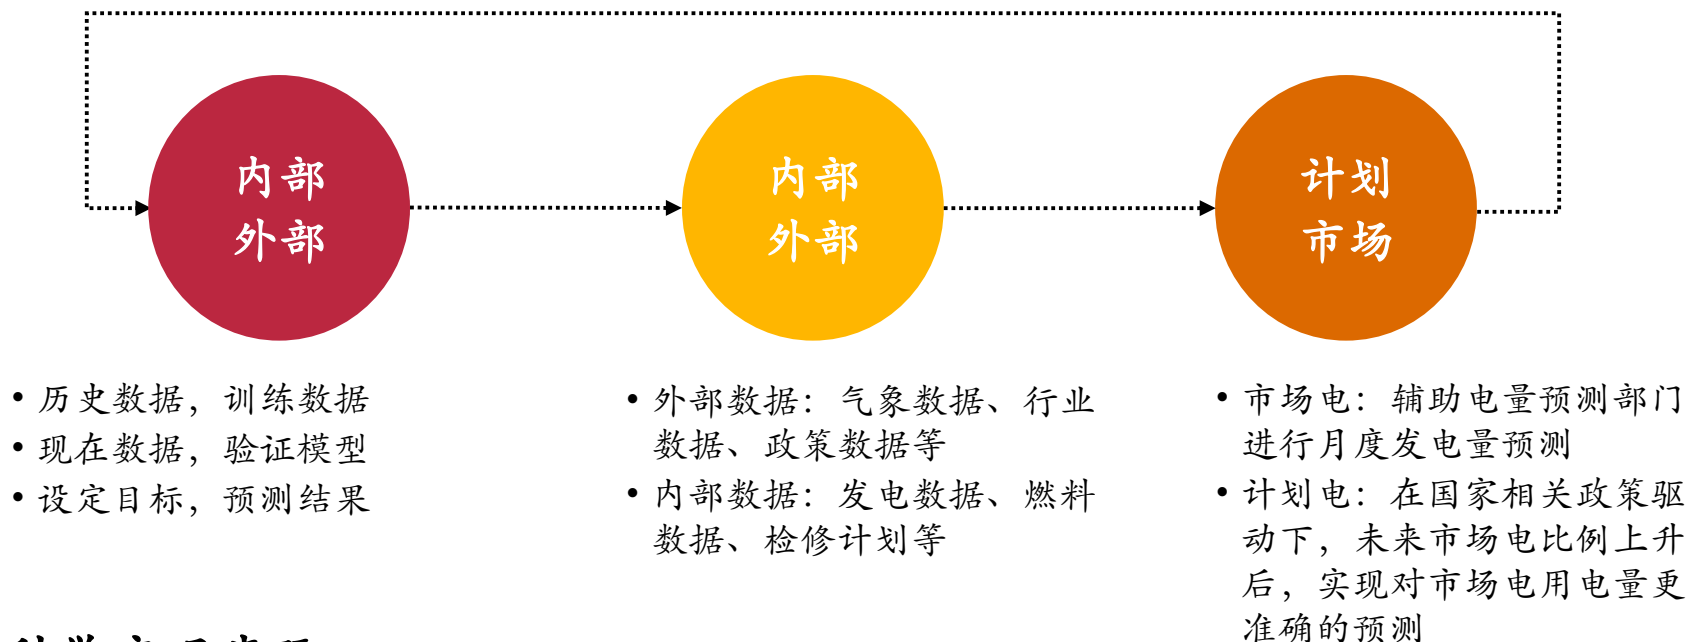 内部
外部
内部
外部
计划
市场
• 历史数据，训练数据
• 现在数据，验证模型
• 设定目标，预测结果
• 外部数据：气象数据、行业
数据、政策数据等
• 内部数据：发电数据、燃料
数据、检修计划等
• 市场电：辅助电量预测部门
进行月度发电量预测
• 计划电：在国家相关政策驱
动下，未来市场电比例上升
后，实现对市场电用电量更
准确的预测